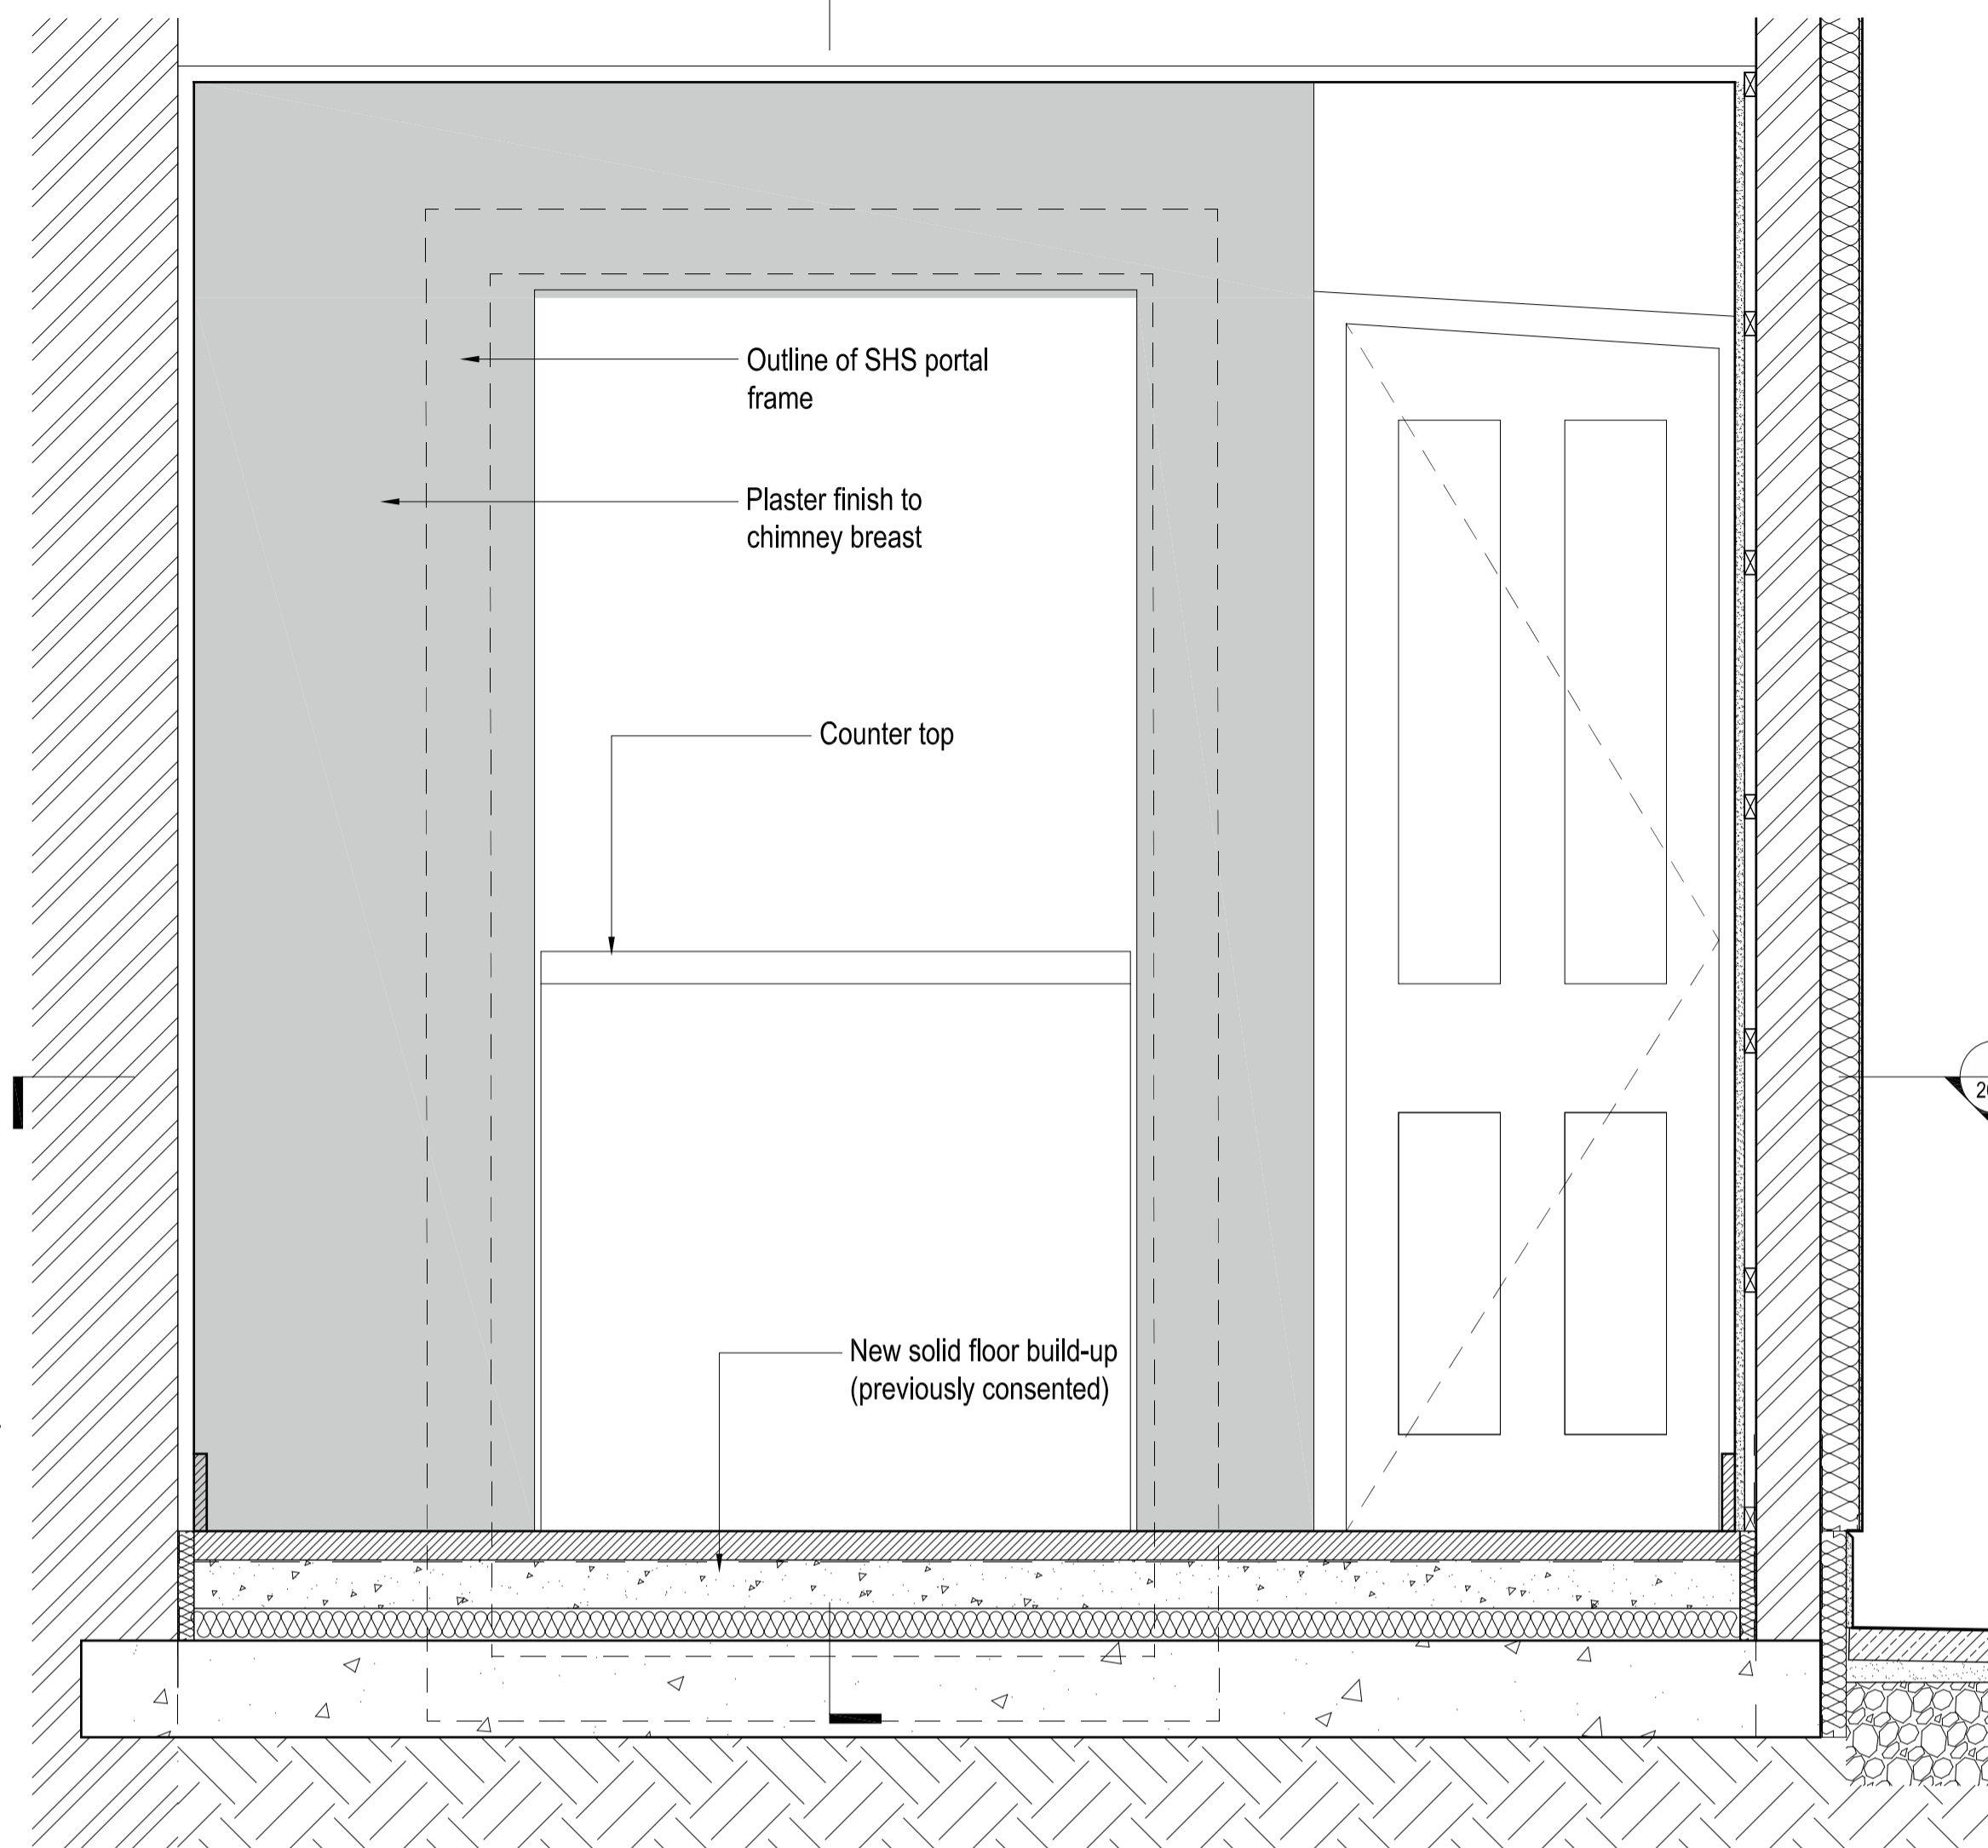 Outline of SHS portal
frame
Plaster finish to
chimney breast
Counter top
New solid floor build-up
(previously consented)